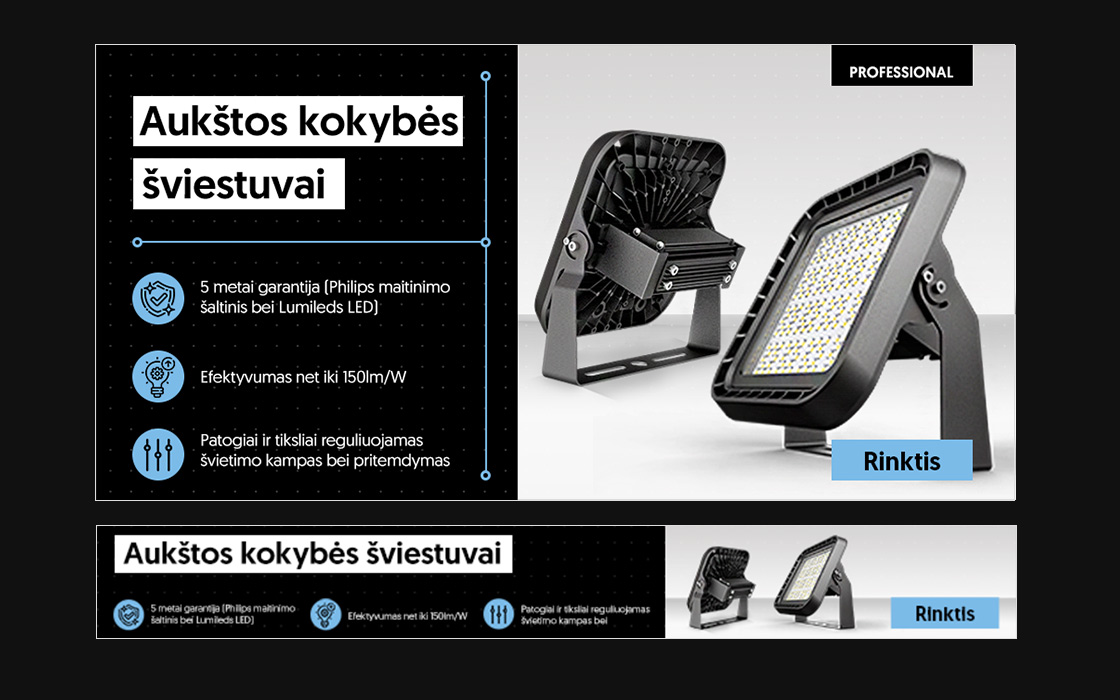 PROFESSIONAL
Aukštos kokybės
šviestuvai
5 metai garantija (Philips maitinimo
šaltinis bei Lumileds LED)
Efektyvumas net iki 150lm/W
Patogiai ir tiksliai reguliuojamas
švietimo kampas bei pritemdymas
Rinktis
Aukštos kokybės šviestuvai
5 metai garantija (Philips maitinimo
šaltinis bei Lumileds LED)
Efektyvumas net iki 150lm/W
Patogiai ir tiksliai reguliuojamas
švietimo kampas bei
Rinktis